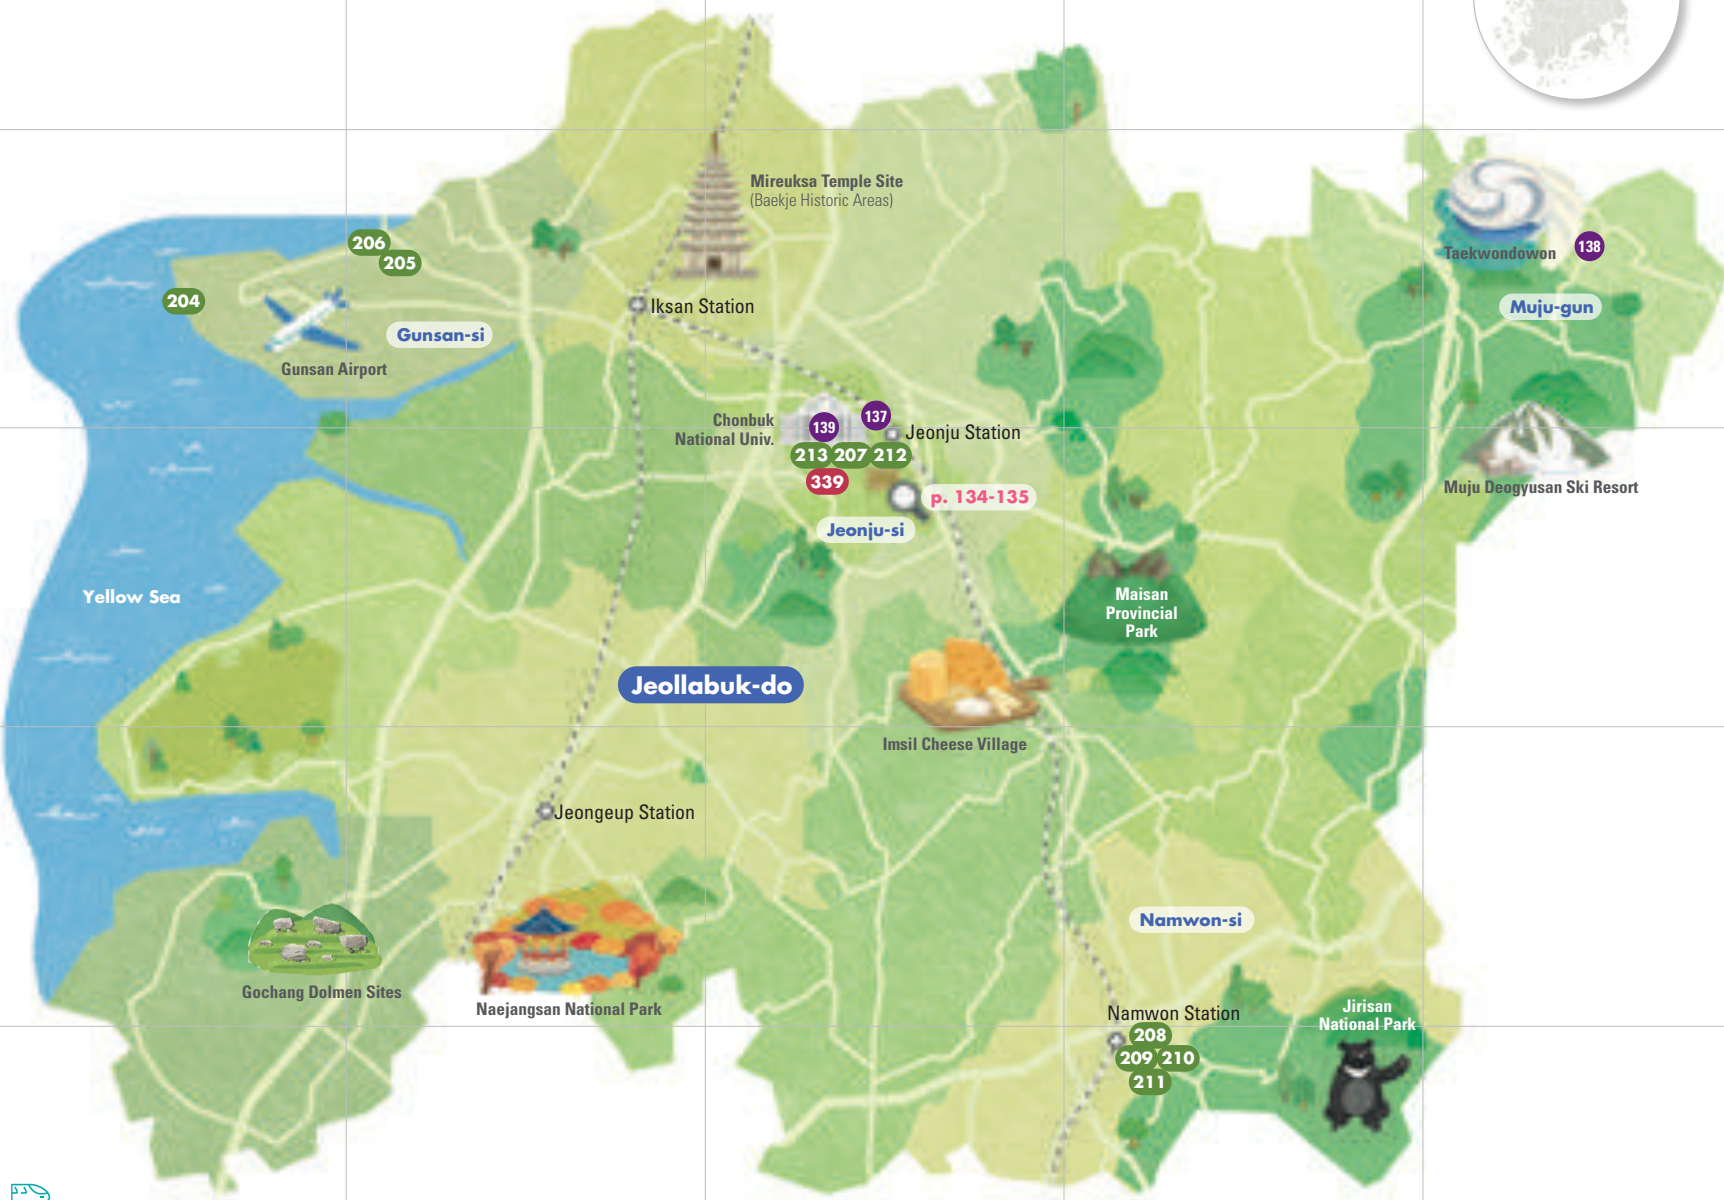 Mireuksa Temple Site
(Baekje Historic Areas)
206
205
204
Taekwondowon
138
Iksan Station
Muju-gun
Gunsan-si
Gunsan Airport
Chonbuk
National Univ.
139
137
Jeonju Station
213 207 212
339
p. 134-135
Muju Deogyusan Ski Resort
Jeonju-si
Yellow Sea
Maisan
Provincial
Park
Jeollabuk-do
Imsil Cheese Village
Jeongeup Station
Namwon-si
Gochang Dolmen Sites
Naejangsan National Park
Jirisan
National Park
Namwon Station
208
209 210
211